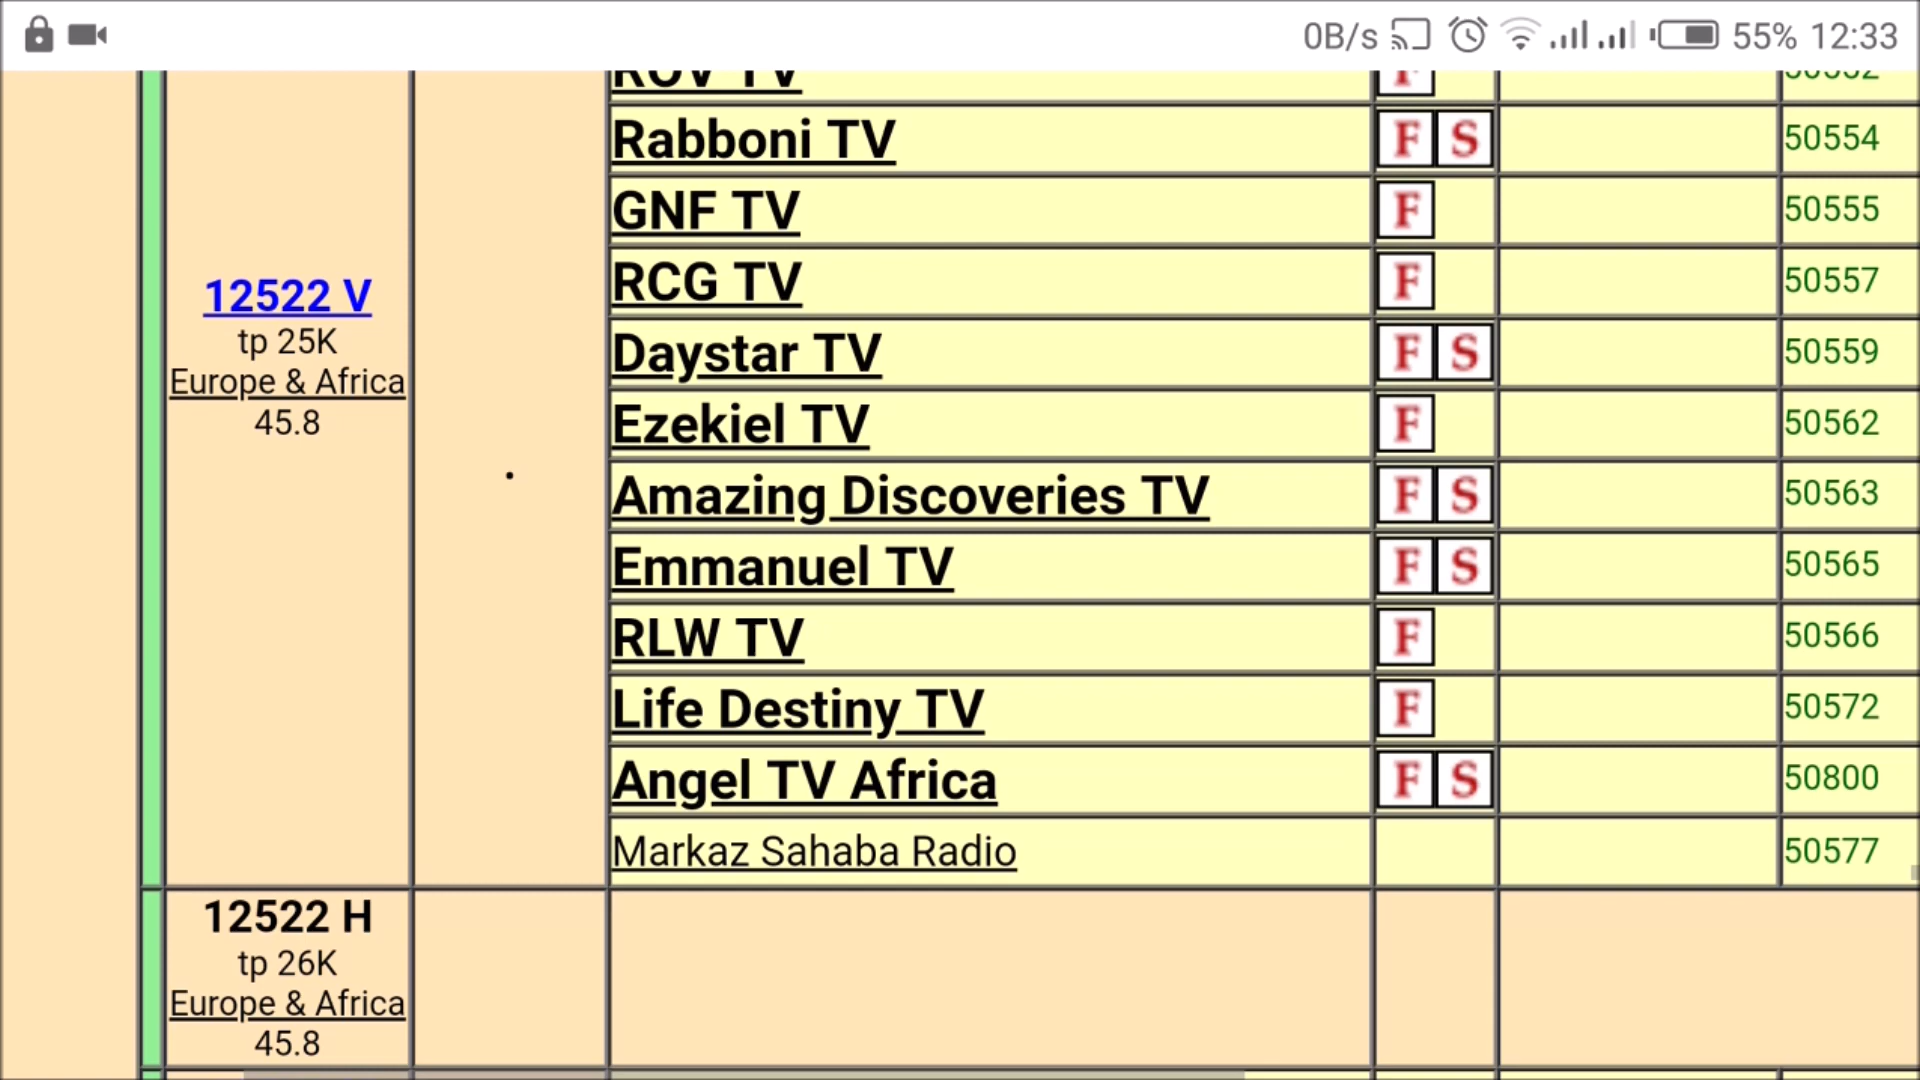 0B/s 55% 12:33
Rabboni TV F S 50554
GNF TV F 50555
RCG TV F 50557
Daystar TV F S 50559
Ezekiel TV F 50562
Amazing Discoveries TV F S 50563
Emmanuel TV F S 50565
RLW TV F 50566
Life Destiny TV F 50572
Angel TV Africa F S 50800
Markaz Sahaba Radio 50577
12522 V
tp 25K
Europe & Africa
45.8
12522 H
tp 26K
Europe & Africa
45.8